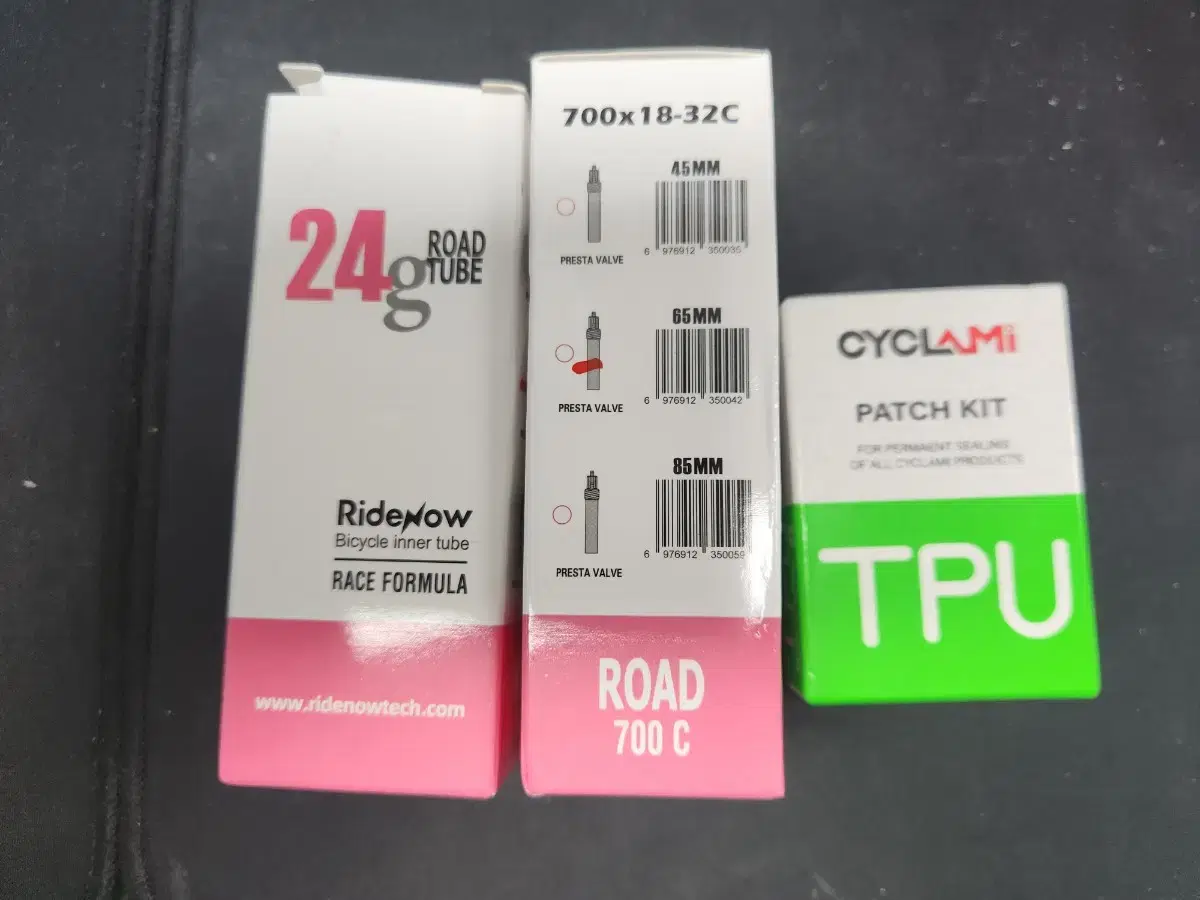 24g ROAD
TUBE
RideNow
Bicycle inner tube
RACE FORMULA
www.ridenowtech.com
700x18-32C
45MM
PRESTA VALVE
6 976912 350035
65MM
PRESTA VALVE
6 976912 350042
85MM
PRESTA VALVE
6 976912 350059
ROAD
700 C
CYCLAMi
PATCH KIT
FOR PERMAENT SEALING
OF ALL CYCLAMI PRODUCTS
TPU